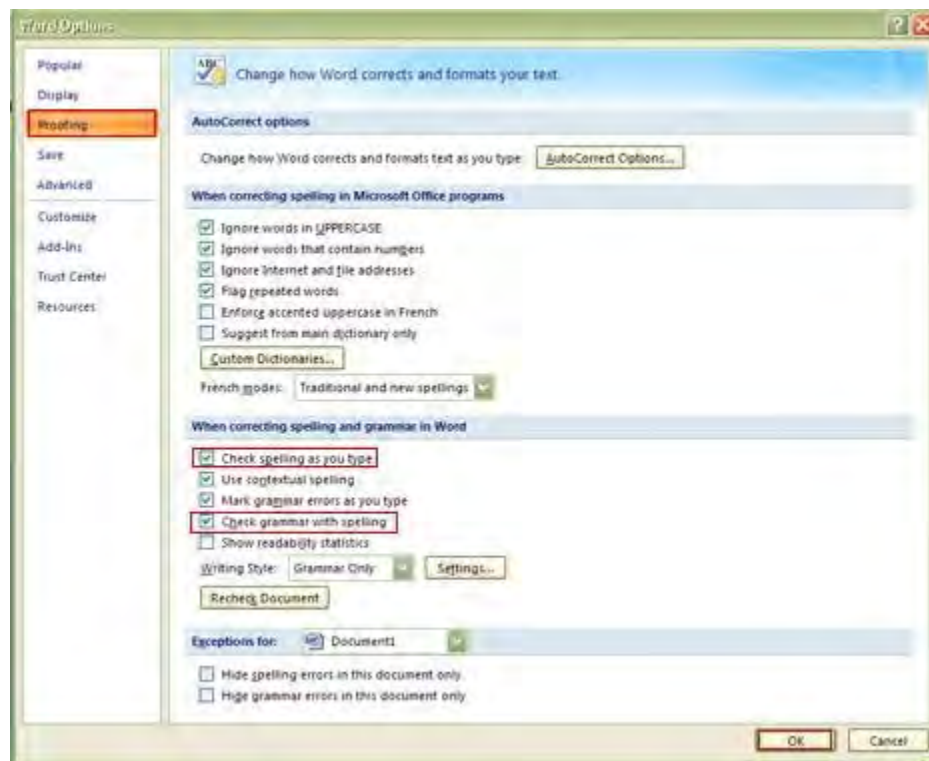 Word Options
Popular
Display
Proofing
Save
Advanced
Customize
Add-Ins
Trust Center
Resources
ABC
Change how Word corrects and formats your text.
AutoCorrect options
Change how Word corrects and formats text as you type: AutoCorrect Options...
When correcting spelling in Microsoft Office programs
Ignore words in UPPERCASE
Ignore words that contain numbers
Ignore Internet and file addresses
Flag repeated words
Enforce accented uppercase in French
Suggest from main dictionary only
Custom Dictionaries...
French modes: Traditional and new spellings
When correcting spelling and grammar in Word
Check spelling as you type
Use contextual spelling
Mark grammar errors as you type
Check grammar with spelling
Show readability statistics
Writing Style: Grammar Only Settings...
Recheck Document
Exceptions for: Document1
Hide spelling errors in this document only
Hide grammar errors in this document only
OK Cancel